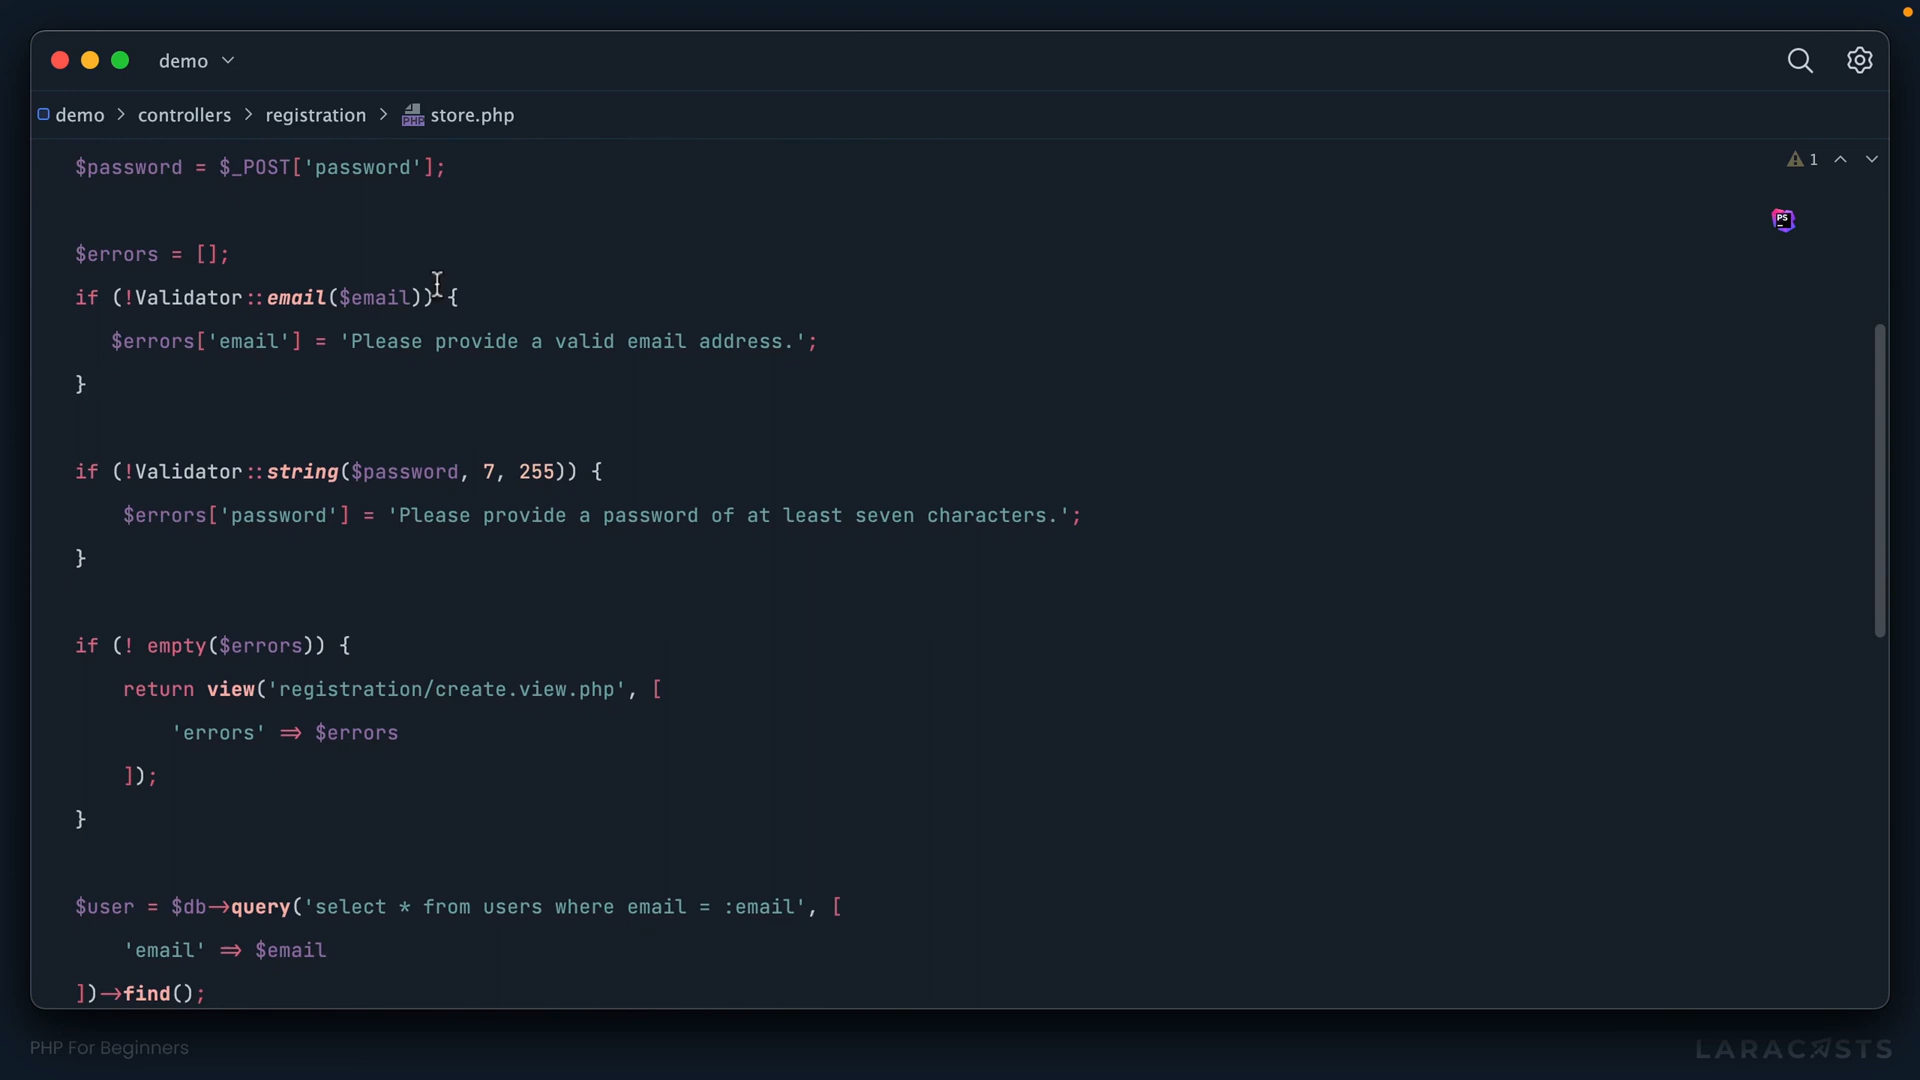 demo
demo > controllers > registration > PHP store.php
$password = $_POST['password'];
1
PS
$errors = [];
if (!Validator::email($email)) {
$errors['email'] = 'Please provide a valid email address.';
}
if (!Validator::string($password, 7, 255)) {
$errors['password'] = 'Please provide a password of at least seven characters.';
}
if (! empty($errors)) {
return view('registration/create.view.php', [
'errors' => $errors
]);
}
$user = $db->query('select * from users where email = :email', [
'email' => $email
])->find();
PHP For Beginners
LARACASTS